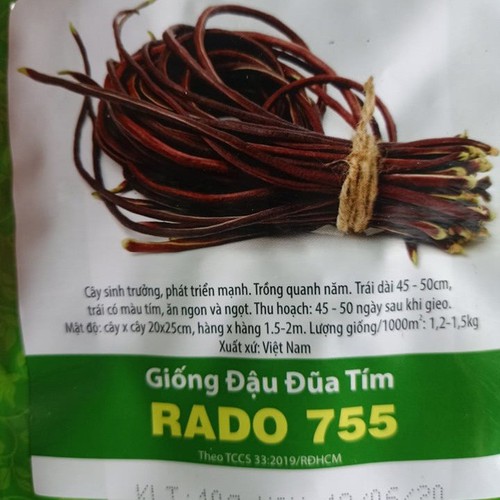 Cây sinh trưởng, phát triển mạnh. Trồng quanh năm. Trái dài 45 - 50cm,
trái có màu tím, ăn ngon và ngọt. Thu hoạch: 45 - 50 ngày sau khi gieo.
Mật độ: cây x cây 20x25cm, hàng x hàng 1.5-2m. Lượng giống/1000m²: 1,2-1,5kg
Xuất xứ: Việt Nam
Giống Đậu Đũa Tím
RADO 755
Theo TCCS 33:2019/RĐHCM